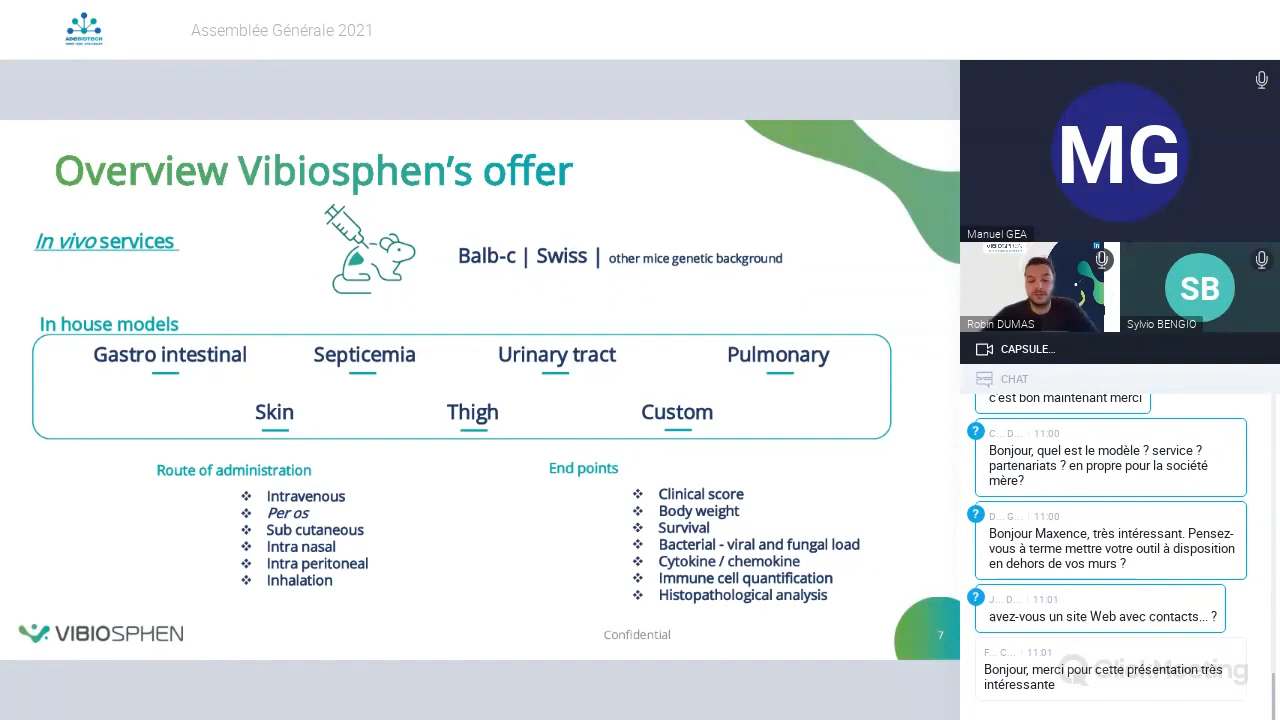 ADEBIOTECH
Assemblée Générale 2021
Overview Vibiosphen's offer
In vivo services
Balb-c | Swiss | other mice genetic background
In house models
Gastro intestinal
Septicemia
Urinary tract
Pulmonary
Skin
Thigh
Custom
Route of administration
❖ Intravenous
❖ Per os
❖ Sub cutaneous
❖ Intra nasal
❖ Intra peritoneal
❖ Inhalation
End points
❖ Clinical score
❖ Body weight
❖ Survival
❖ Bacterial - viral and fungal load
❖ Cytokine / chemokine
❖ Immune cell quantification
❖ Histopathological analysis
VIBIOSPHEN
Confidential
7
MG
Manuel GEA
in
Robin DUMAS
SB
Sylvio BENGIO
CAPSULE...
CHAT
c'est bon maintenant merci
? C... D... 11:00
Bonjour, quel est le modèle ? service ?
partenariats ? en propre pour la société
mère?
? D... G... 11:00
Bonjour Maxence, très intéressant. Pensez-
vous à terme mettre votre outil à disposition
en dehors de vos murs ?
? J... D... 11:01
avez-vous un site Web avec contacts... ?
F... C... 11:01
Bonjour, merci pour cette présentation très
intéressante
ClickMeeting